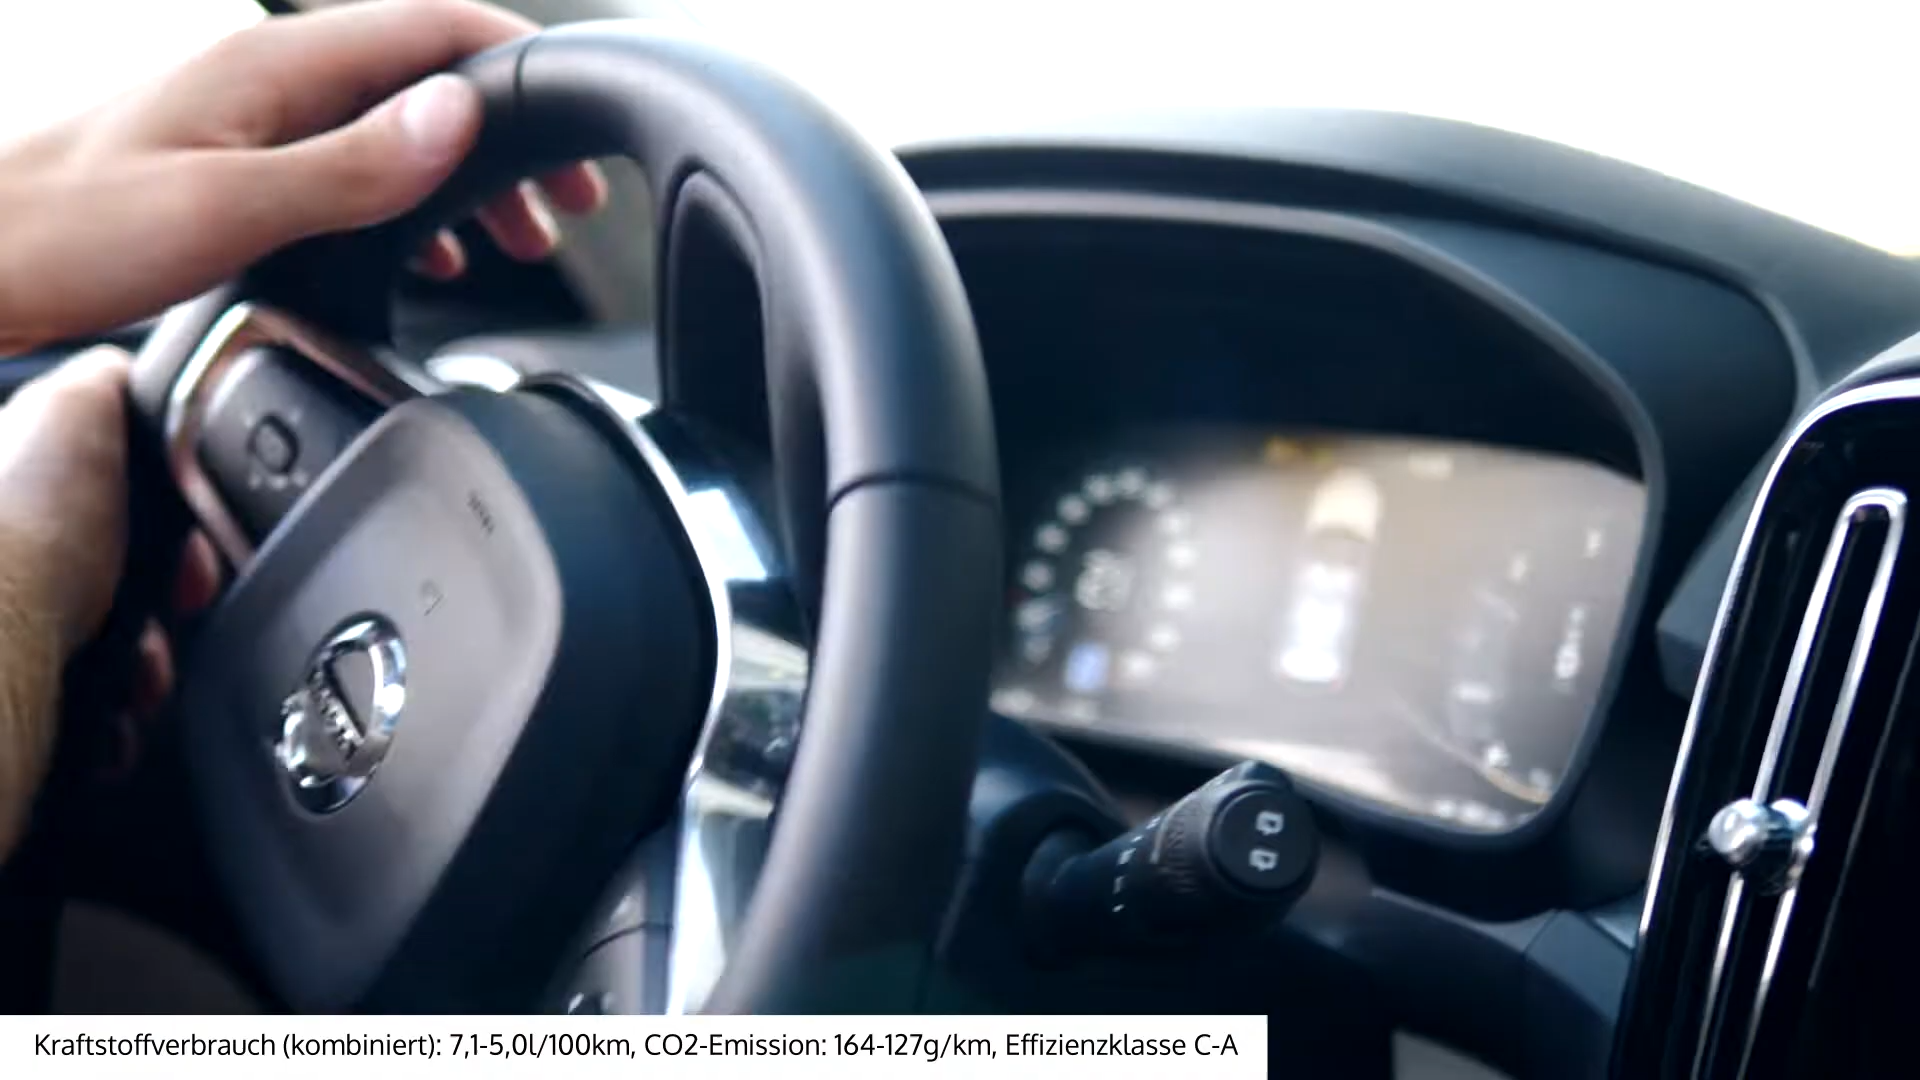 Kraftstoffverbrauch (kombiniert): 7,1-5,0l/100km, CO2-Emission: 164-127g/km, Effizienzklasse C-A